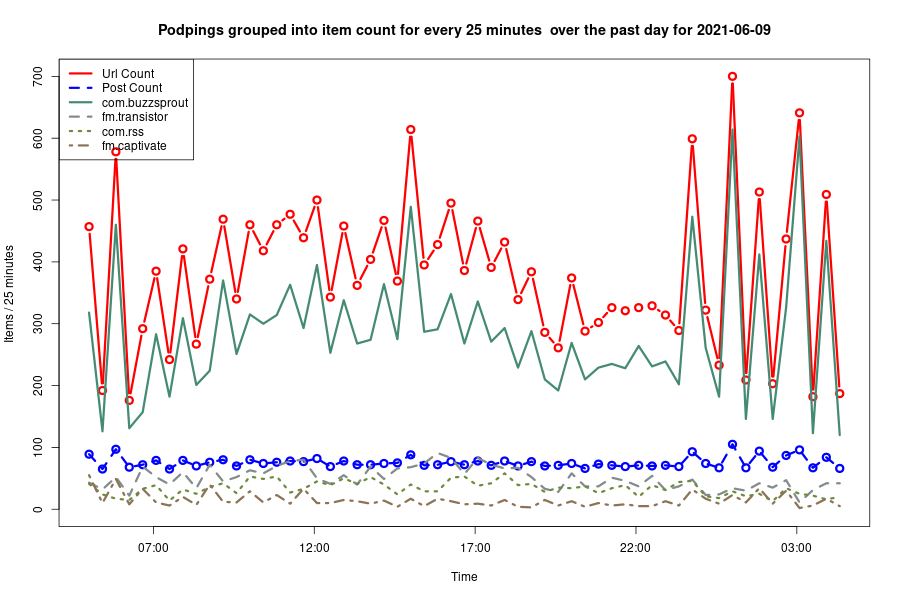 Podpings grouped into item count for every 25 minutes  over the past day for 2021-06-09
Url Count
Post Count
com.buzzsprout
fm.transistor
com.rss
fm.captivate
Items / 25 minutes
700
600
500
400
300
200
100
0
07:00
12:00
17:00
22:00
03:00
Time